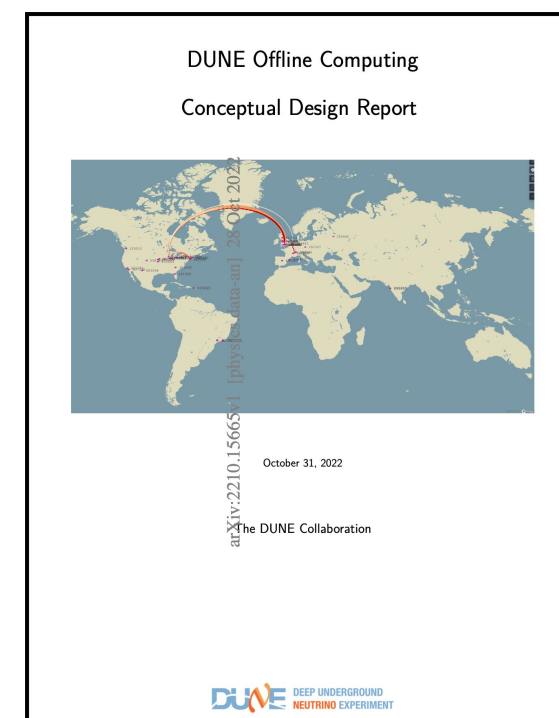 DUNE Offline Computing
Conceptual Design Report
arXiv:2210.15665v1 [physics.data-an] 28 Oct 2022
October 31, 2022
The DUNE Collaboration
DUNE DEEP UNDERGROUND
NEUTRINO EXPERIMENT